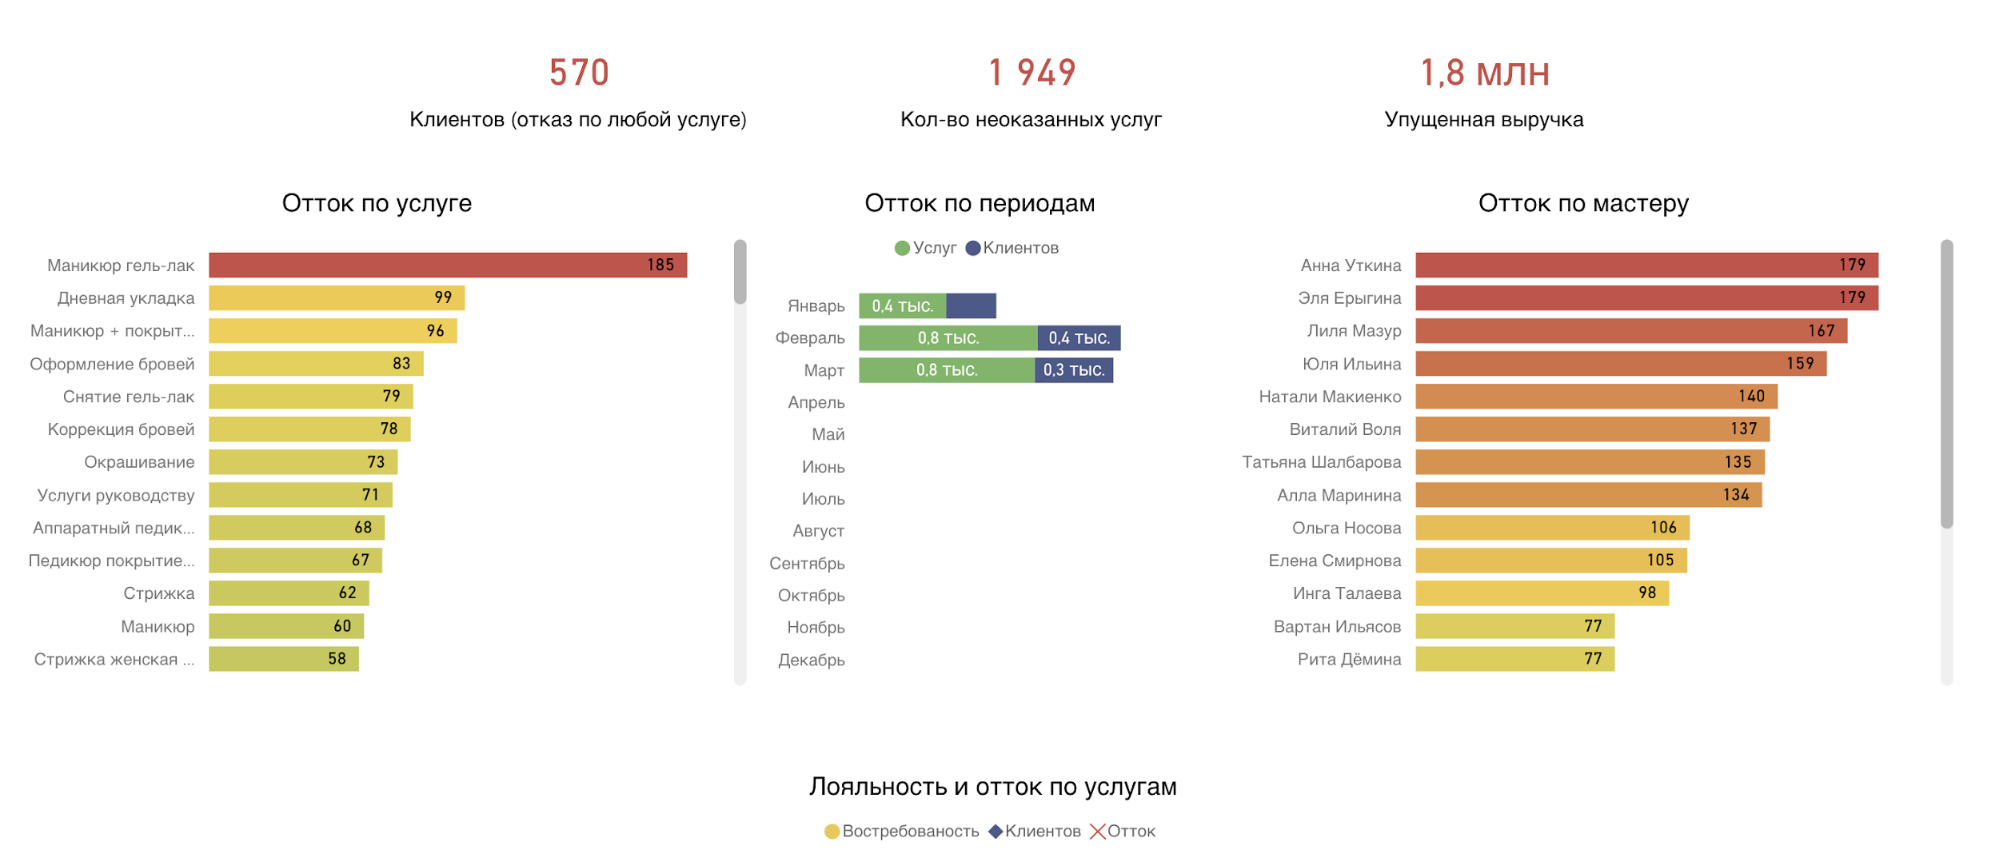 570
Клиентов (отказ по любой услуге)
1 949
Кол-во неоказанных услуг
1,8 млн
Упущенная выручка
Отток по услуге
Маникюр гель-лак 185
Дневная укладка 99
Маникюр + покрыт... 96
Оформление бровей 83
Снятие гель-лак 79
Коррекция бровей 78
Окрашивание 73
Услуги руководству 71
Аппаратный педик... 68
Педикюр покрытие... 67
Стрижка 62
Маникюр 60
Стрижка женская ... 58
Отток по периодам
Услуг Клиентов
Январь 0,4 тыс.
Февраль 0,8 тыс. 0,4 тыс.
Март 0,8 тыс. 0,3 тыс.
Апрель
Май
Июнь
Июль
Август
Сентябрь
Октябрь
Ноябрь
Декабрь
Отток по мастеру
Анна Уткина 179
Эля Ерыгина 179
Лиля Мазур 167
Юля Ильина 159
Натали Макиенко 140
Виталий Воля 137
Татьяна Шалбарова 135
Алла Маринина 134
Ольга Носова 106
Елена Смирнова 105
Инга Талаева 98
Вартан Ильясов 77
Рита Дёмина 77
Лояльность и отток по услугам
Востребованость Клиентов Отток